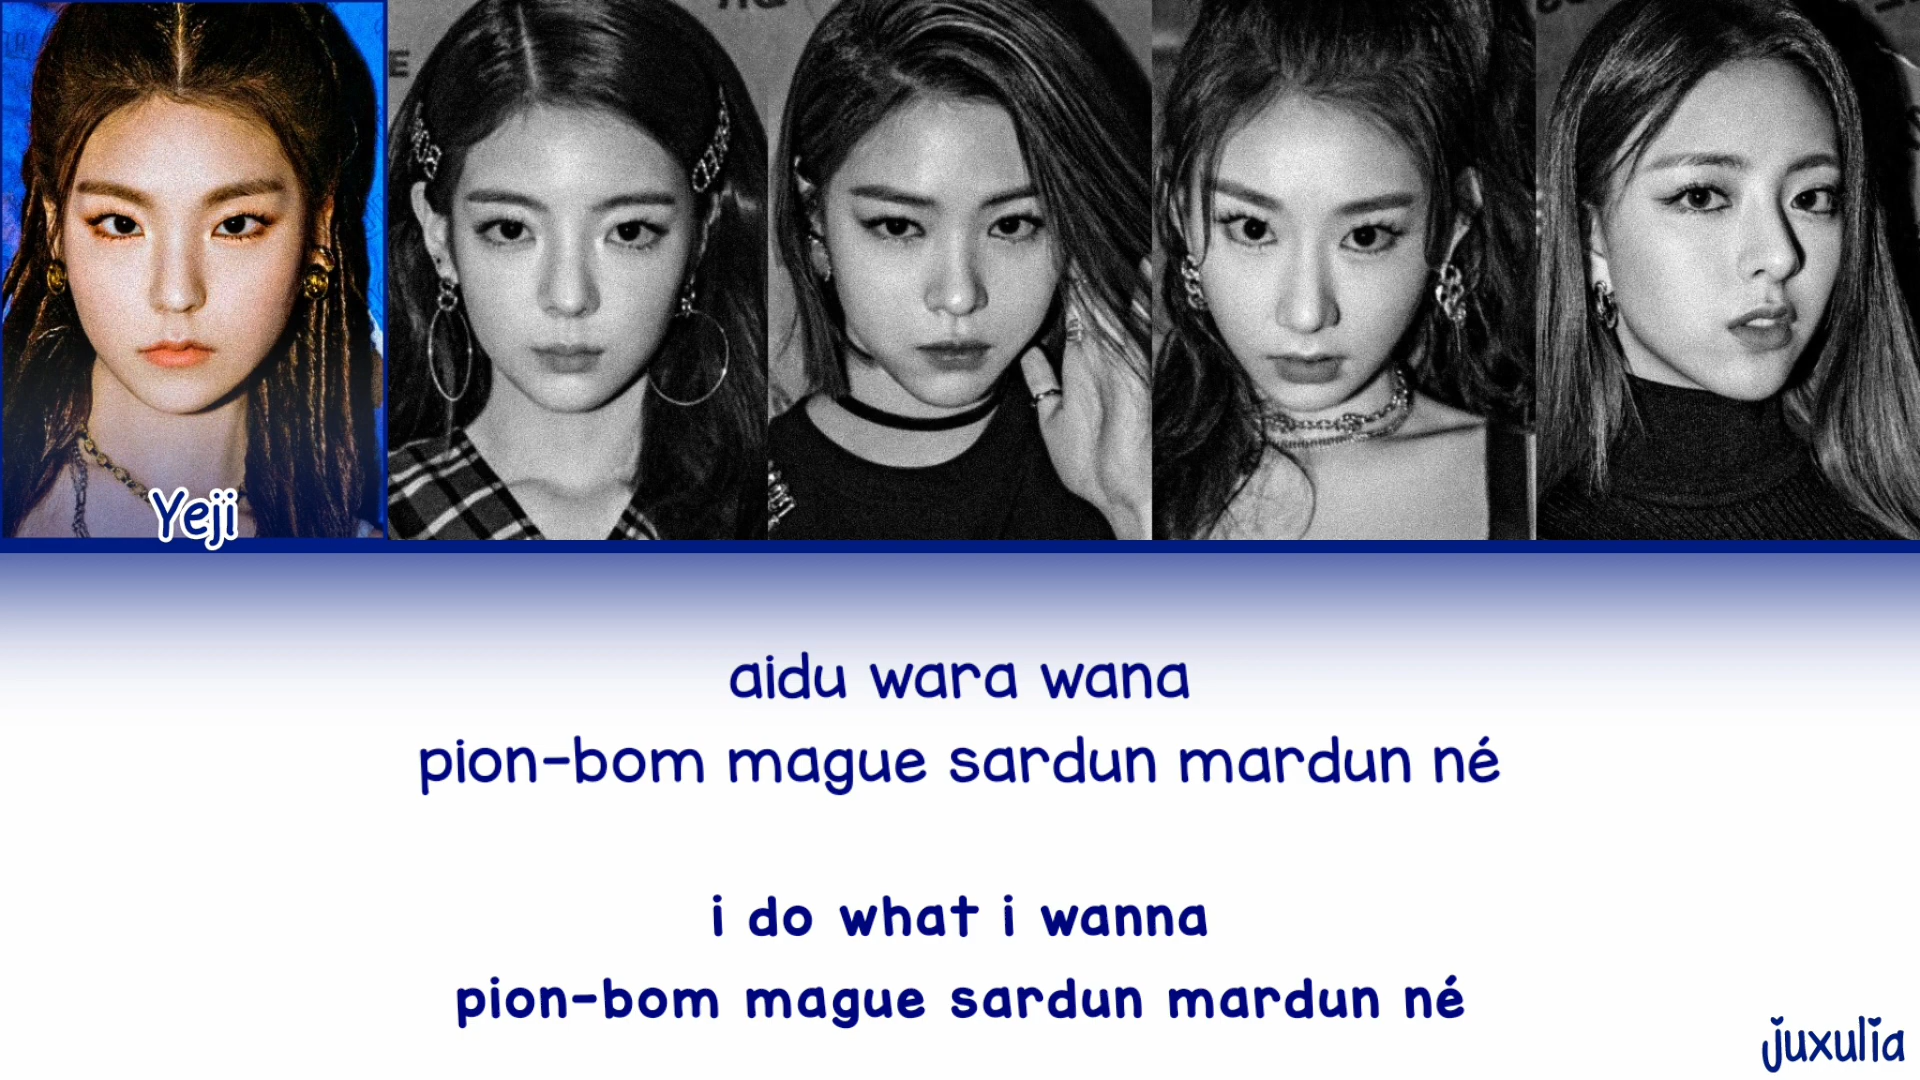 Yeji
aidu wara wana
pion-bom mague sardun mardun né
i do what i wanna
pion-bom mague sardun mardun né
juxulia